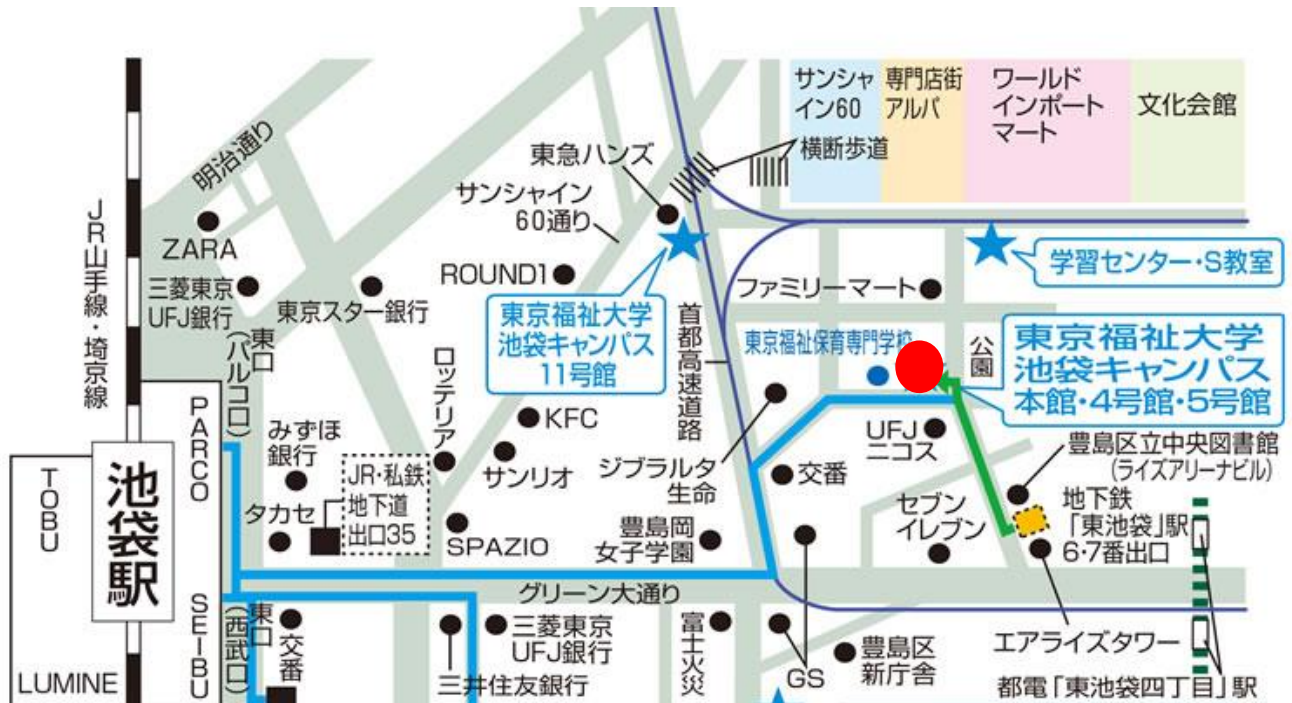 サンシャ
イン60
専門店街
アルパ
ワールド
インポート
マート
文化会館
明治通り
東急ハンズ
横断歩道
サンシャイン
60通り
JR山手線・埼京線
ZARA
ROUND1
学習センター・S教室
三菱東京
UFJ銀行
東京スター銀行
ファミリーマート
東口
(パルコ口)
東京福祉大学
池袋キャンパス
11号館
首都高速道路
東京福祉保育専門学校
公園
東京福祉大学
池袋キャンパス
本館・4号館・5号館
ロッテリア
PARCO
KFC
みずほ
銀行
サンリオ
ジブラルタ
生命
交番
UFJ
ニコス
豊島区立中央図書館
(ライズアリーナビル)
TOBU
池袋駅
JR・私鉄
地下道
出口35
タカセ
SPAZIO
豊島岡
女子学園
セブン
イレブン
地下鉄
「東池袋」駅
6・7番出口
グリーン大通り
SEIBU
東口
(西武口)
交番
三菱東京
UFJ銀行
富士火災
エアライズタワー
豊島区
新庁舎
GS
LUMINE
三井住友銀行
都電「東池袋四丁目」駅